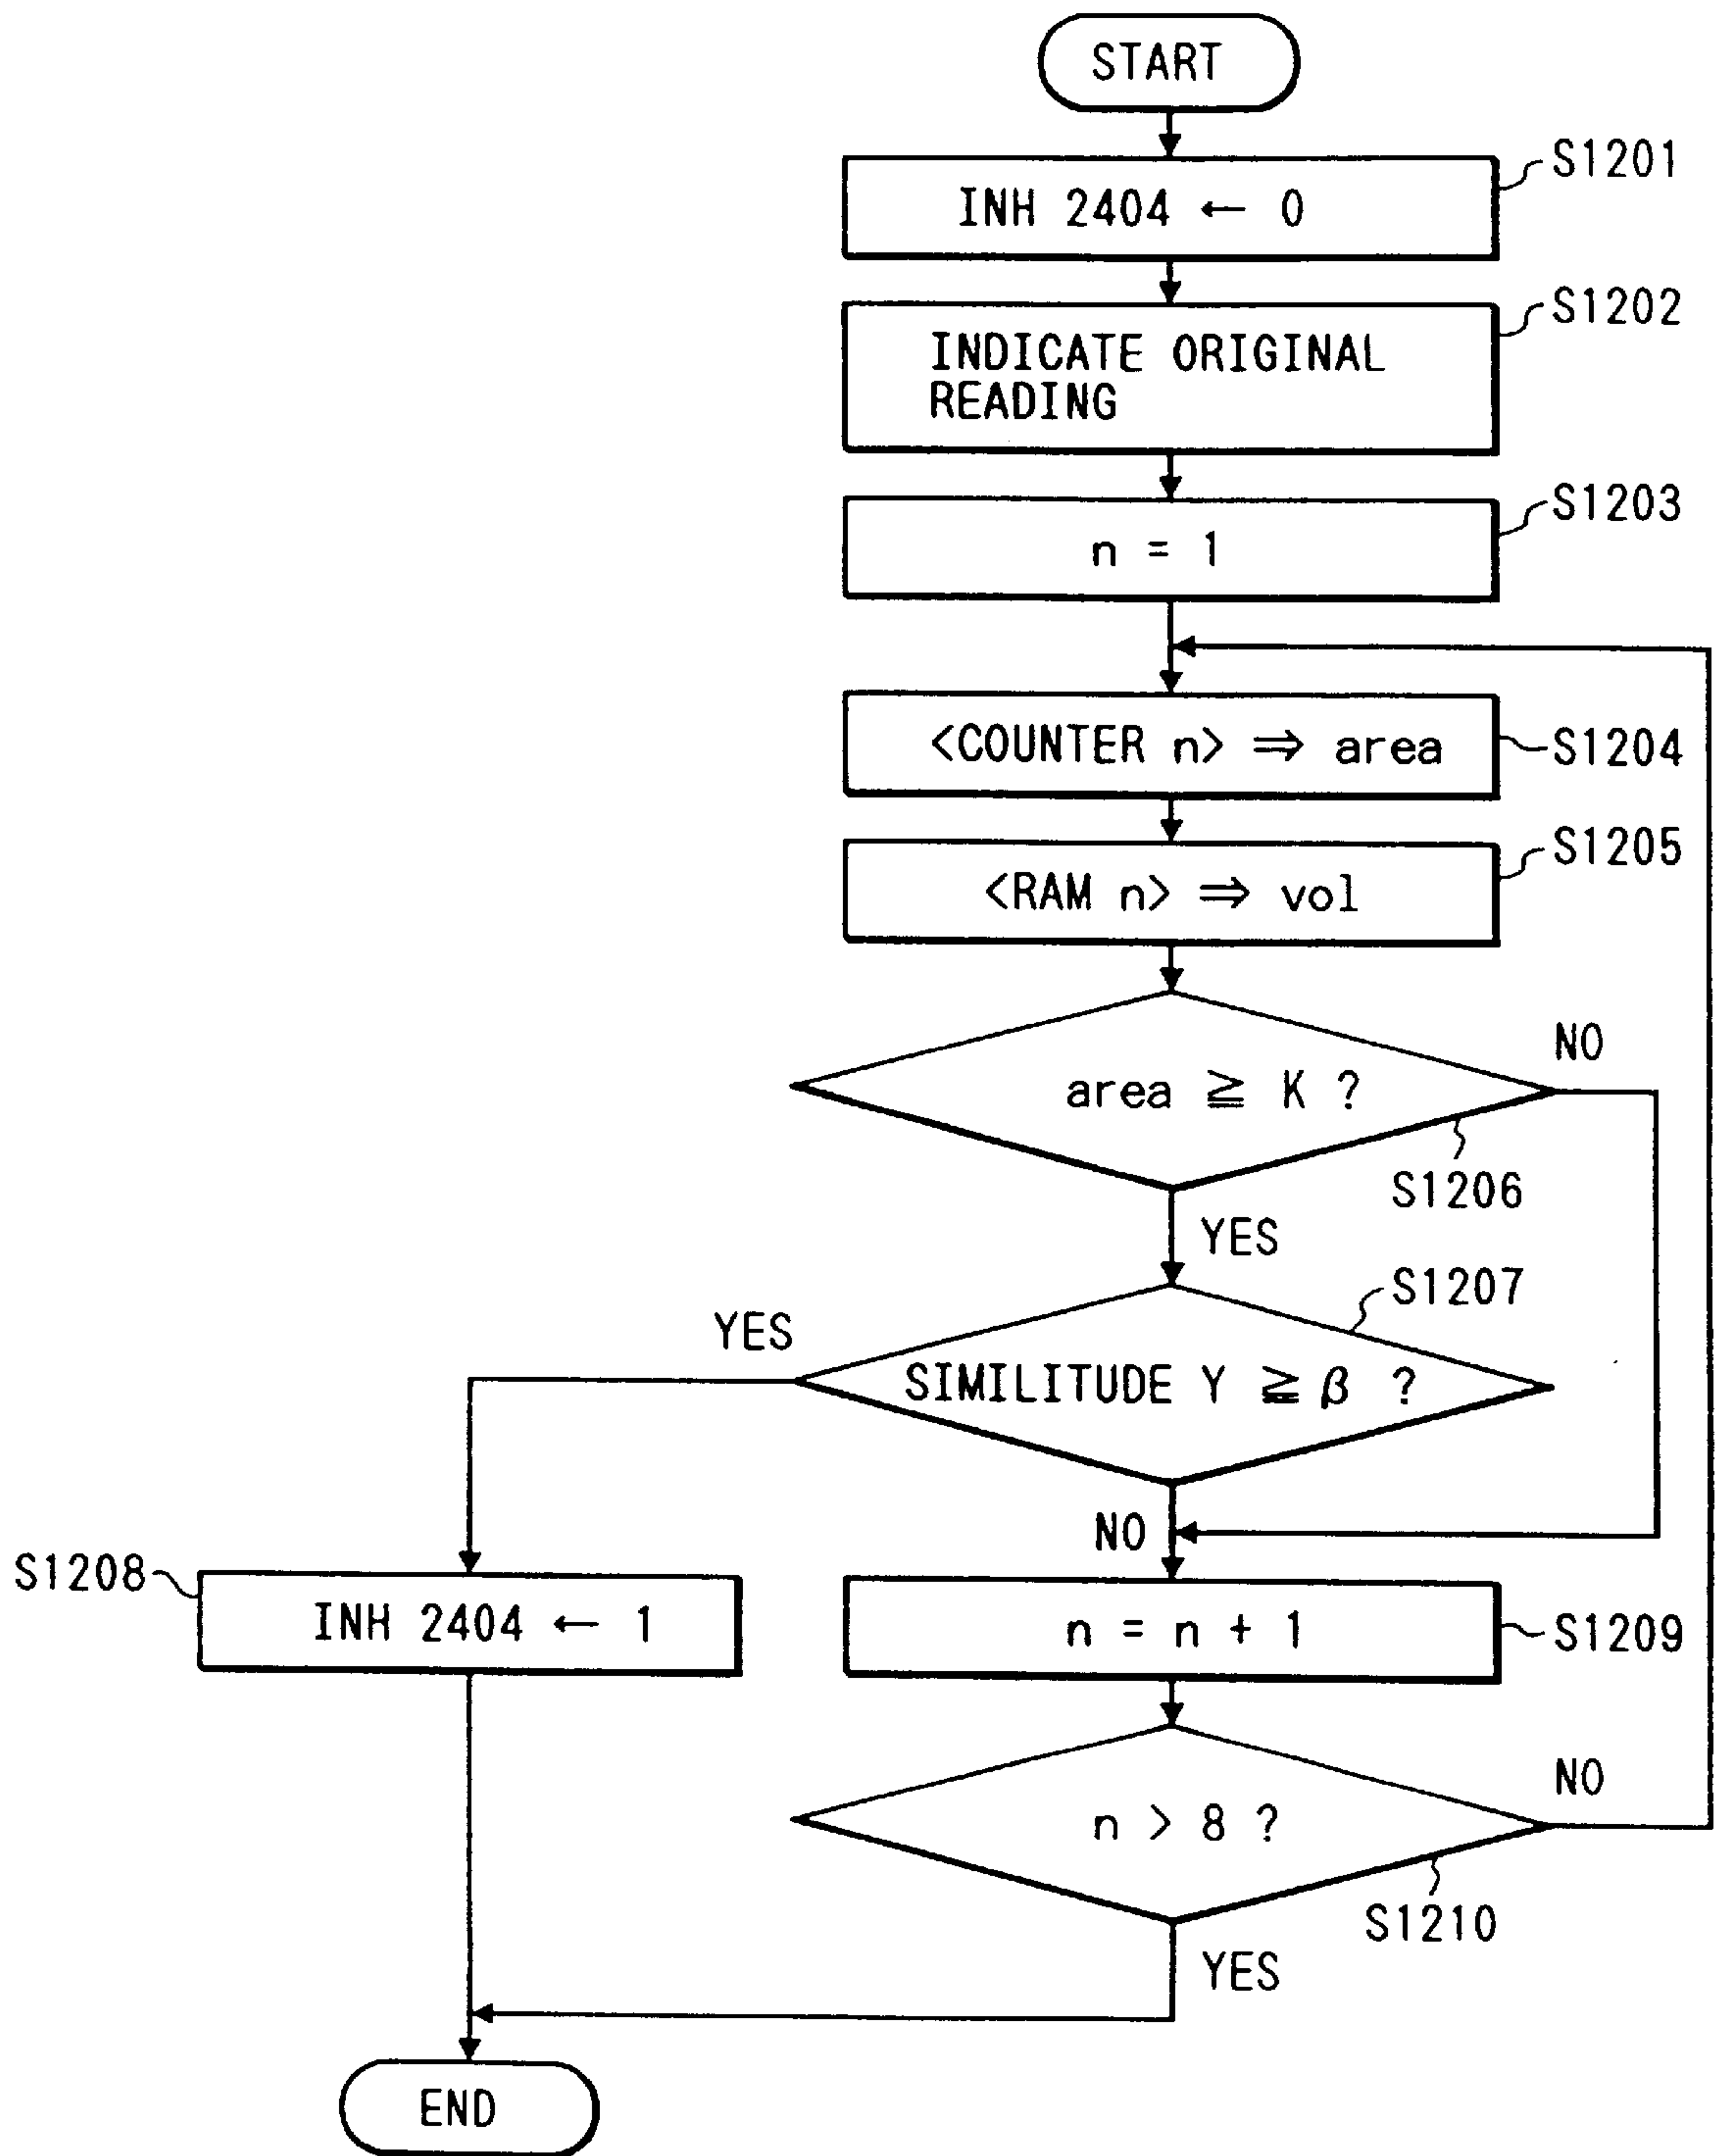 START
S1201
INH 2404 ← 0
S1202
INDICATE ORIGINAL
READING
S1203
n = 1
<COUNTER n> ⇒ area
S1204
S1205
<RAM n> ⇒ vol
NO
area ≧ K ?
S1206
YES
S1207
YES
SIMILITUDE Y ≧ β ?
NO
S1208
INH 2404 ← 1
n = n + 1
S1209
NO
n > 8 ?
S1210
YES
END